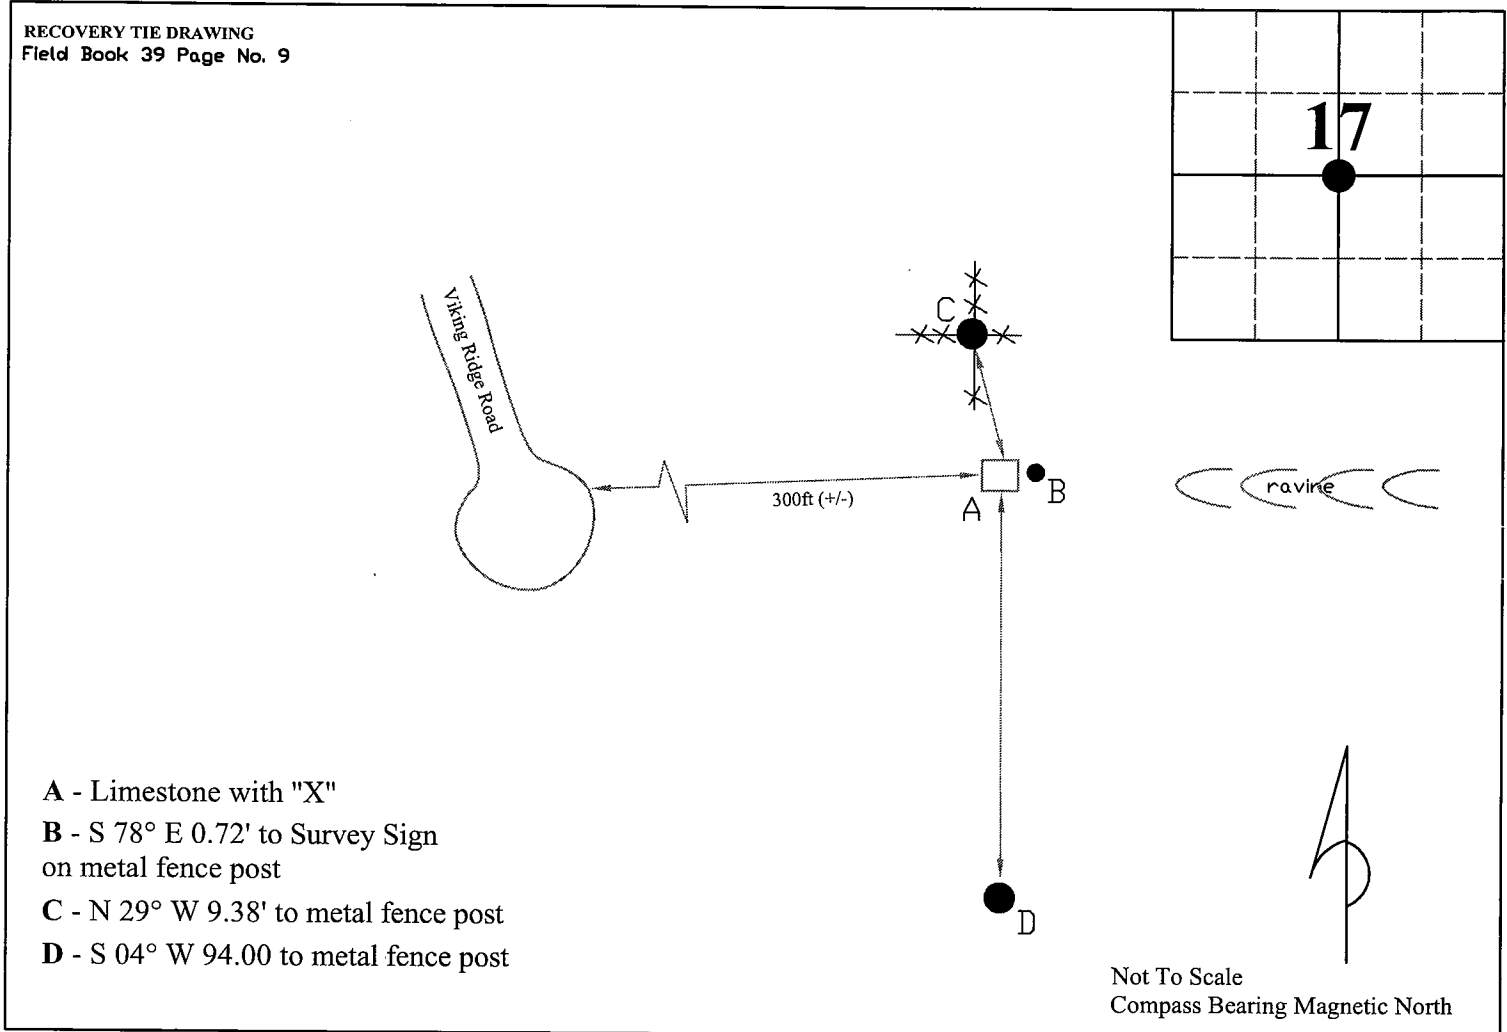 RECOVERY TIE DRAWING
Field Book 39 Page No. 9
17
Viking Ridge Road
C
300ft (+/-)
A
B
ravine
A - Limestone with "X"
B - S 78° E 0.72' to Survey Sign
on metal fence post
C - N 29° W 9.38' to metal fence post
D - S 04° W 94.00 to metal fence post
D
Not To Scale
Compass Bearing Magnetic North